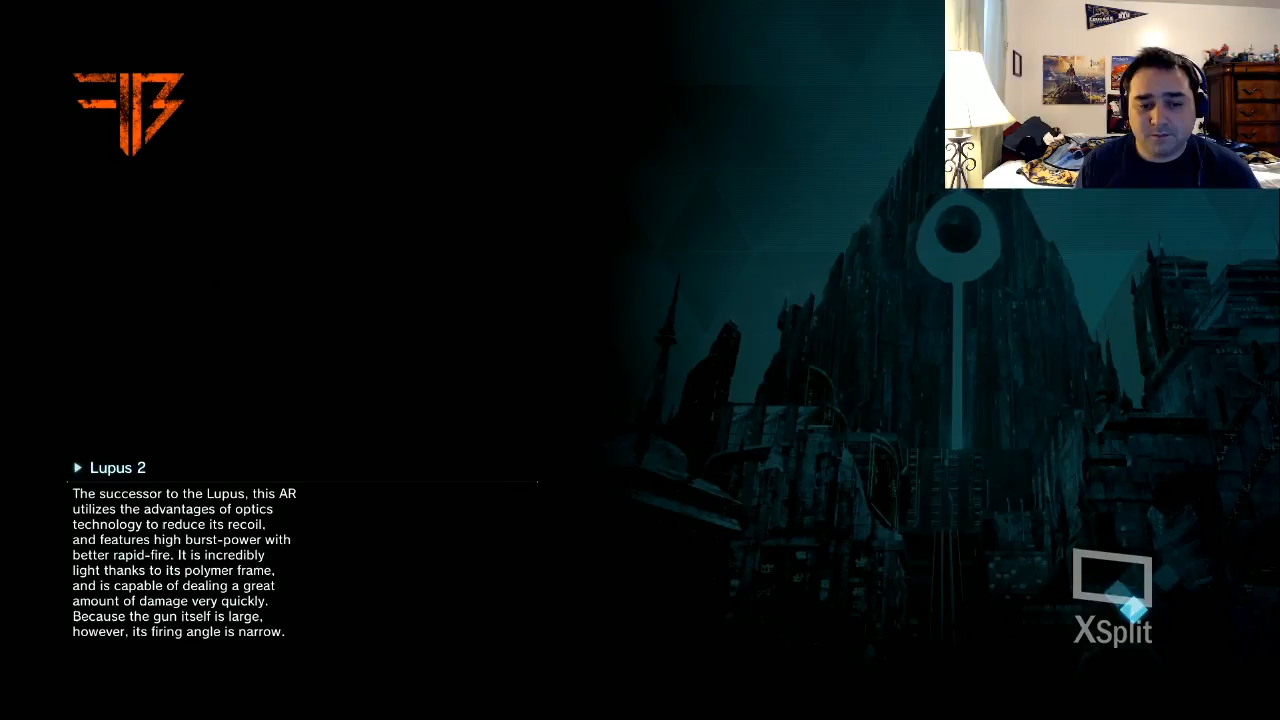 Lupus 2
The successor to the Lupus, this AR
utilizes the advantages of optics
technology to reduce its recoil,
and features high burst-power with
better rapid-fire. It is incredibly
light thanks to its polymer frame,
and is capable of dealing a great
amount of damage very quickly.
Because the gun itself is large,
however, its firing angle is narrow.
XSplit